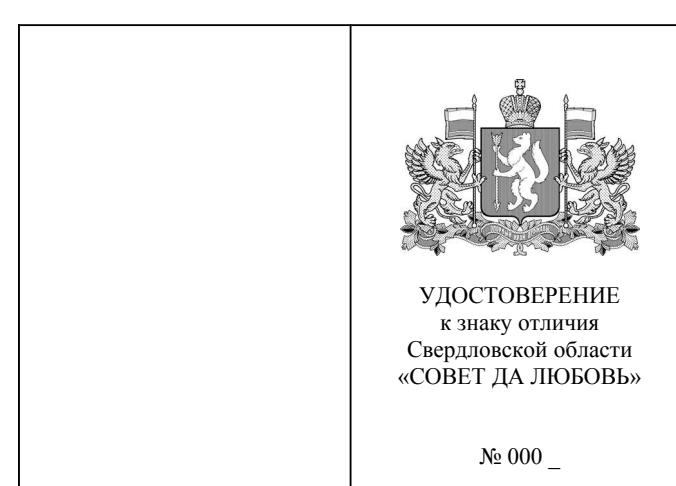 УДОСТОВЕРЕНИЕ
к знаку отличия
Свердловской области
«СОВЕТ ДА ЛЮБОВЬ»
№ 000 _